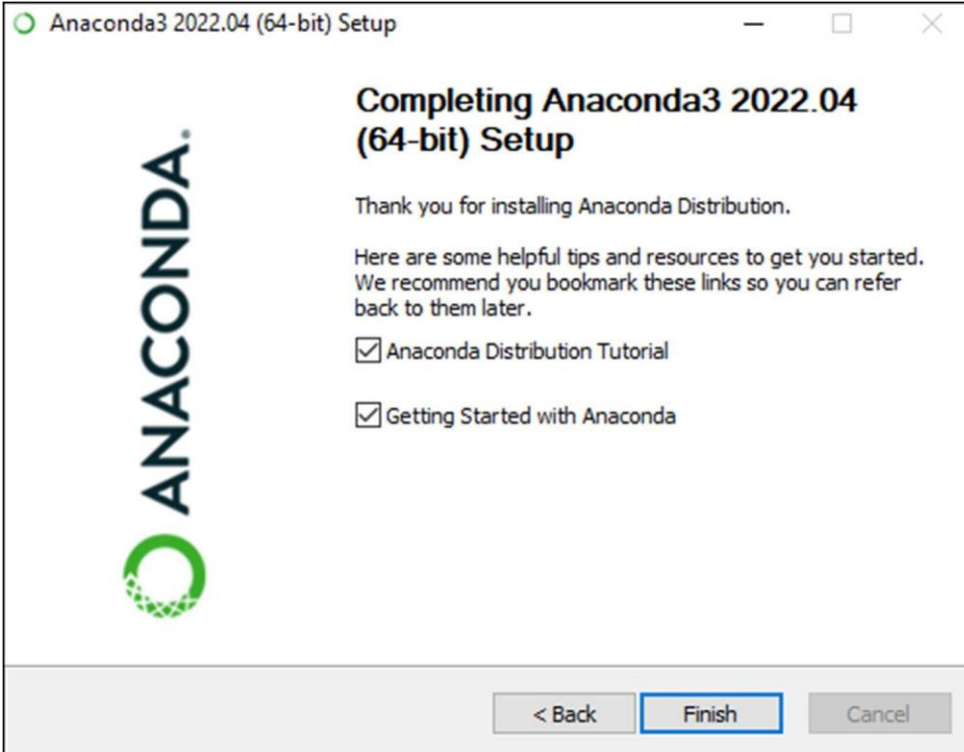 Anaconda3 2022.04 (64-bit) Setup
ANACONDA.
Completing Anaconda3 2022.04
(64-bit) Setup
Thank you for installing Anaconda Distribution.
Here are some helpful tips and resources to get you started.
We recommend you bookmark these links so you can refer
back to them later.
Anaconda Distribution Tutorial
Getting Started with Anaconda
< Back
Finish
Cancel